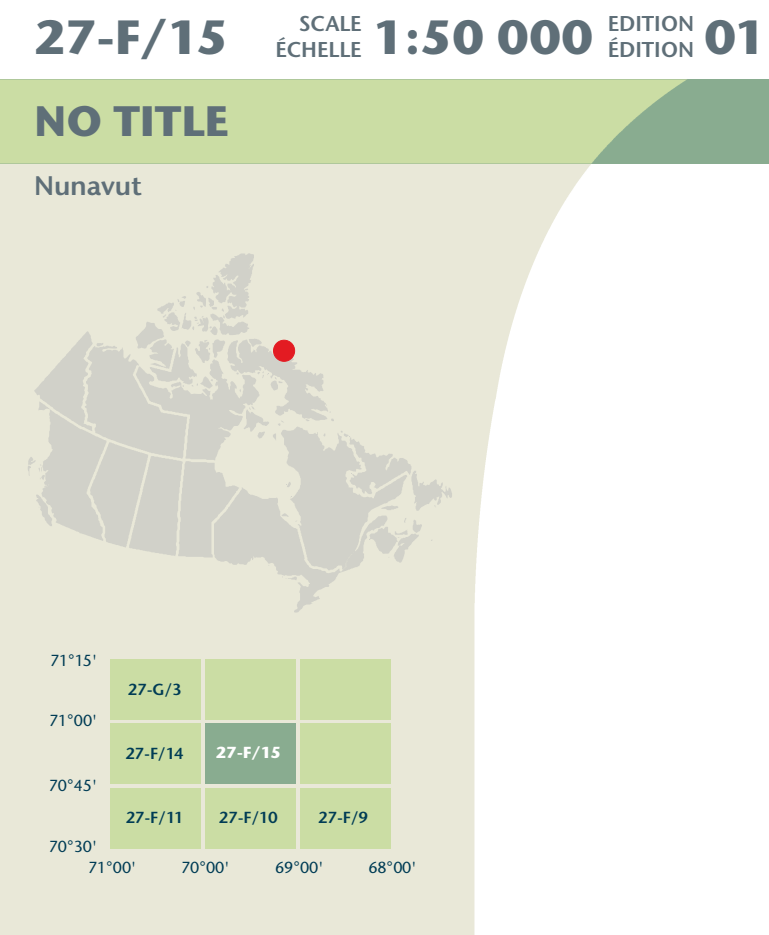 27-F/15 SCALE ÉCHELLE 1:50 000 EDITION ÉDITION 01
NO TITLE
Nunavut
71°15'
27-G/3
71°00'
27-F/14 27-F/15
70°45'
27-F/11 27-F/10 27-F/9
70°30'
71°00' 70°00' 69°00' 68°00'